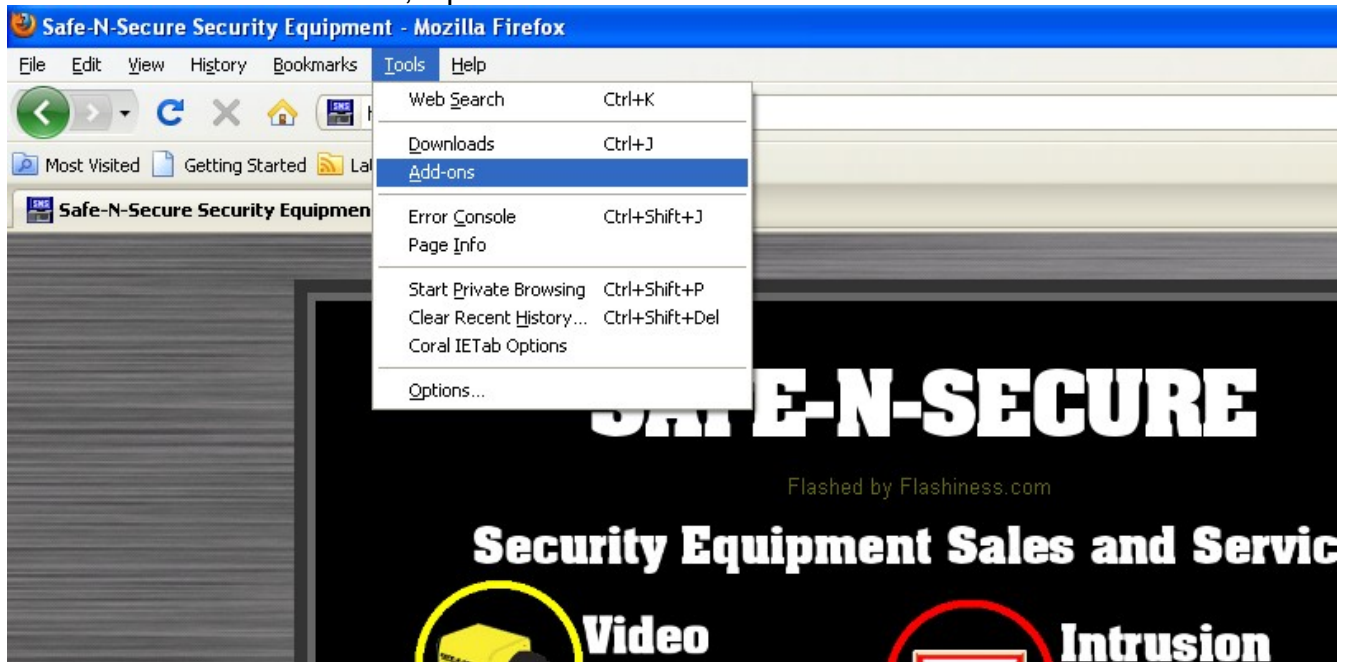 Safe-N-Secure Security Equipment - Mozilla Firefox
File Edit View History Bookmarks Tools Help
Web Search Ctrl+K
Downloads Ctrl+J
Add-ons
Error Console Ctrl+Shift+J
Page Info
Start Private Browsing Ctrl+Shift+P
Clear Recent History... Ctrl+Shift+Del
Coral IETab Options
Options...
SNS
Most Visited Getting Started
SNS Safe-N-Secure Security Equipmen
E-N-SECURE
Flashed by Flashiness.com
Security Equipment Sales and Servic
Video
Intrusion